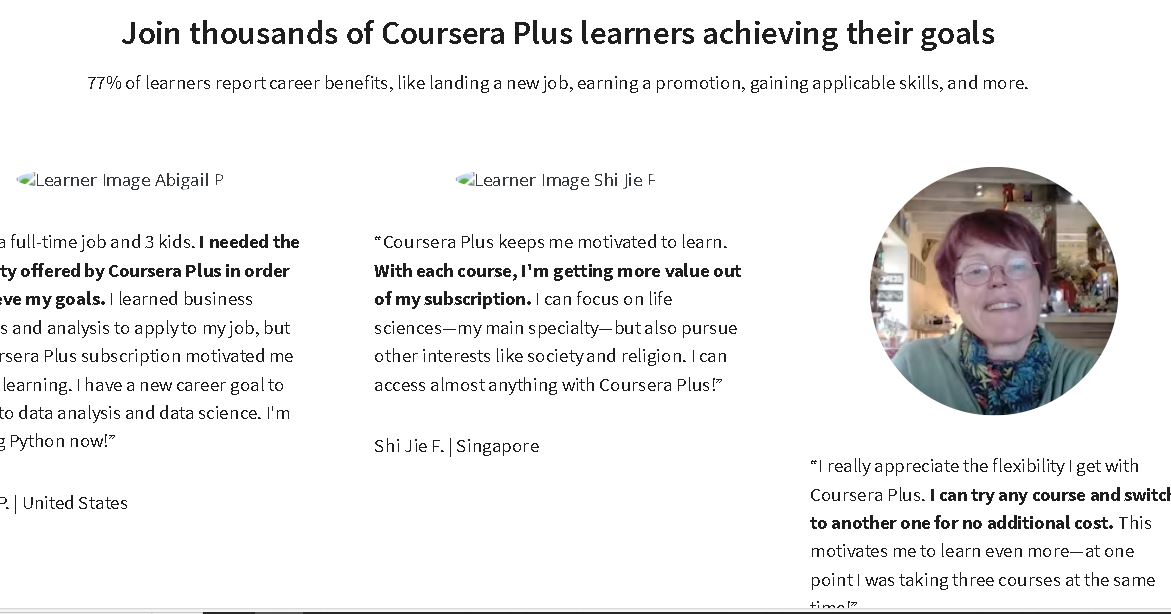 Join thousands of Coursera Plus learners achieving their goals
77% of learners report career benefits, like landing a new job, earning a promotion, gaining applicable skills, and more.
Learner Image Abigail P
a full-time job and 3 kids. I needed the
ty offered by Coursera Plus in order
eve my goals. I learned business
s and analysis to apply to my job, but
rsera Plus subscription motivated me
learning. I have a new career goal to
to data analysis and data science. I'm
g Python now!”
P. | United States
Learner Image Shi Jie F
“Coursera Plus keeps me motivated to learn.
With each course, I'm getting more value out
of my subscription. I can focus on life
sciences—my main specialty—but also pursue
other interests like society and religion. I can
access almost anything with Coursera Plus!”
Shi Jie F. | Singapore
“I really appreciate the flexibility I get with
Coursera Plus. I can try any course and switch
to another one for no additional cost. This
motivates me to learn even more—at one
point I was taking three courses at the same
time!”